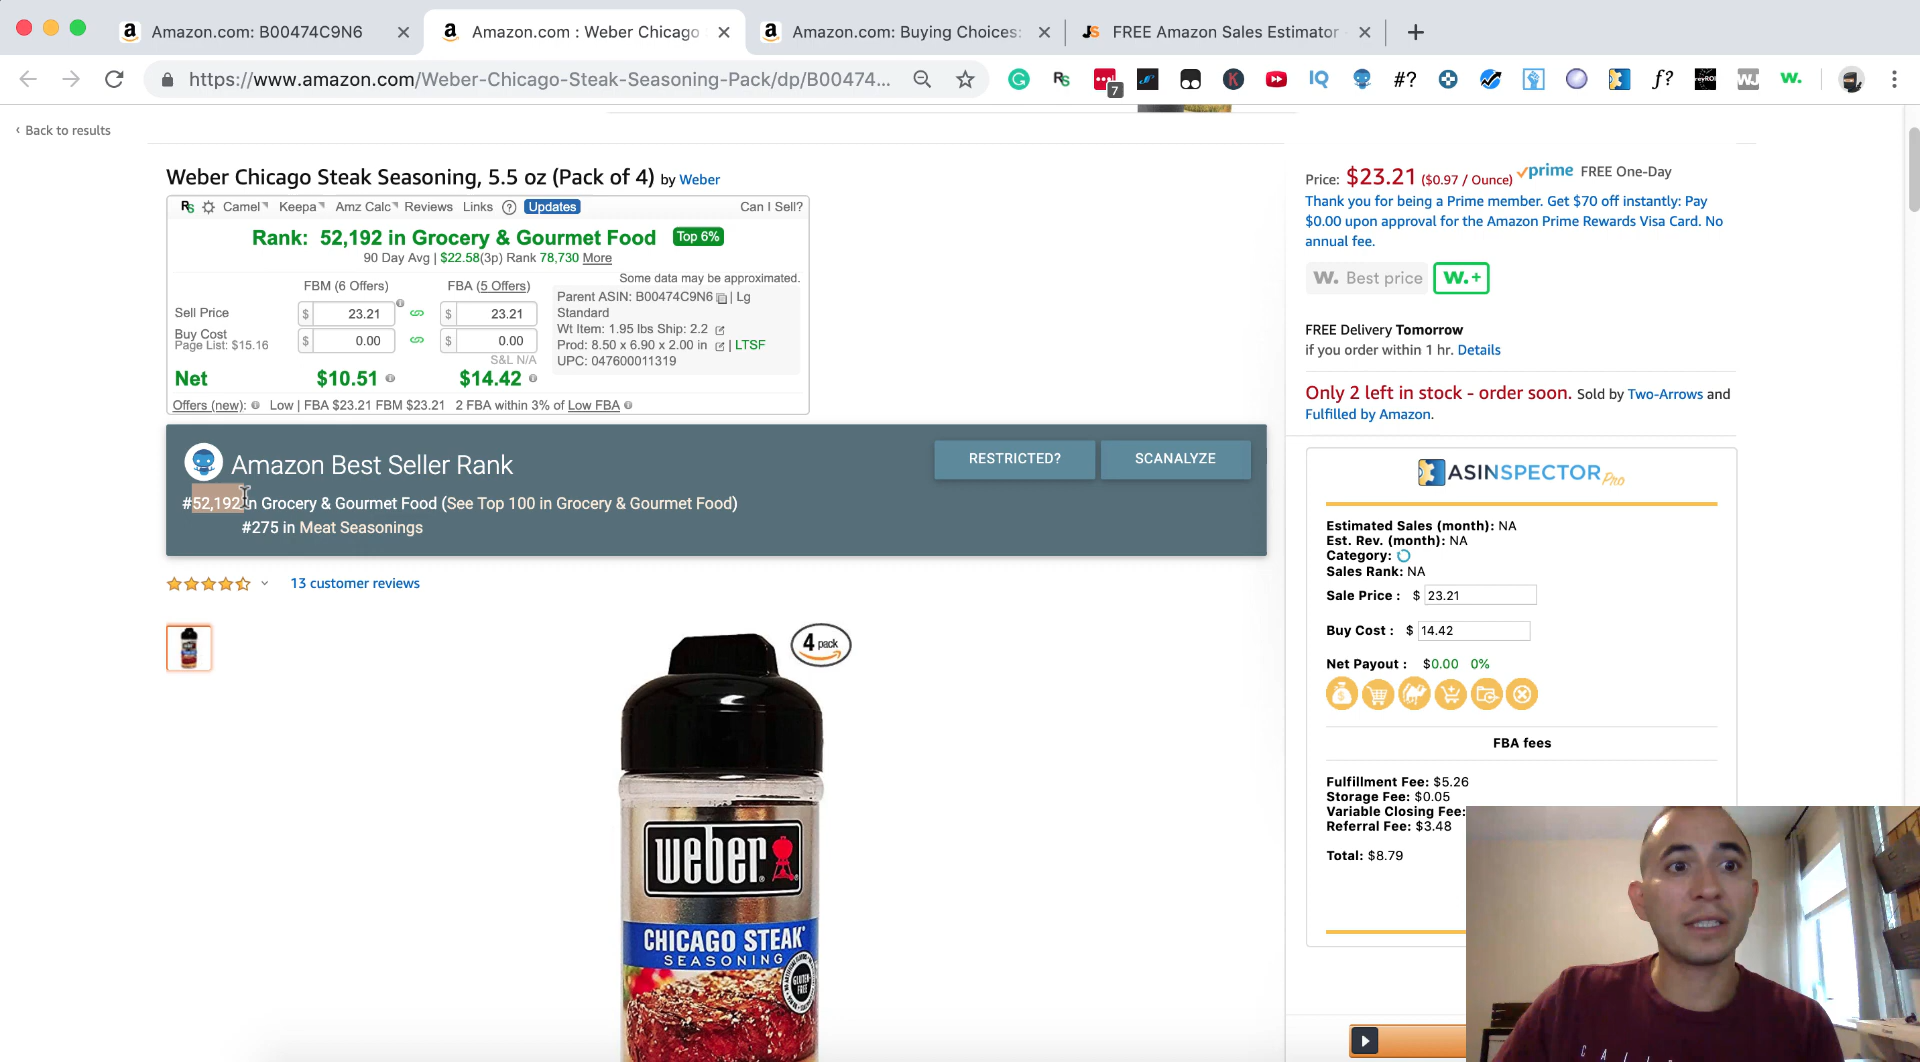 Amazon.com: B00474C9N6
Amazon.com : Weber Chicago
Amazon.com: Buying Choices:
FREE Amazon Sales Estimator
https://www.amazon.com/Weber-Chicago-Steak-Seasoning-Pack/dp/B00474...
7
IQ
#?
f?
WJ
w.
‹ Back to results
Weber Chicago Steak Seasoning, 5.5 oz (Pack of 4) by Weber
RS Camel Keepa Amz Calc Reviews Links ? Updates Can I Sell?
Rank: 52,192 in Grocery & Gourmet Food Top 6%
90 Day Avg | $22.58(3p) Rank 78,730 More
Some data may be approximated.
FBM (6 Offers) FBA (5 Offers)
Sell Price $ 23.21 $ 23.21
Buy Cost $ 0.00 $ 0.00
Page List: $15.16
S&L N/A
Net $10.51 $14.42
Parent ASIN: B00474C9N6 | Lg
Standard
Wt Item: 1.95 lbs Ship: 2.2
Prod: 8.50 x 6.90 x 2.00 in | LTSF
UPC: 047600011319
Offers (new): Low | FBA $23.21 FBM $23.21 2 FBA within 3% of Low FBA
Amazon Best Seller Rank
RESTRICTED?
SCANALYZE
#52,192 in Grocery & Gourmet Food (See Top 100 in Grocery & Gourmet Food)
#275 in Meat Seasonings
13 customer reviews
4 pack
weber
CHICAGO STEAK
SEASONING
GLUTEN-FREE
Price: $23.21 ($0.97 / Ounce) prime FREE One-Day
Thank you for being a Prime member. Get $70 off instantly: Pay
$0.00 upon approval for the Amazon Prime Rewards Visa Card. No
annual fee.
W. Best price
W.+
FREE Delivery Tomorrow
if you order within 1 hr. Details
Only 2 left in stock - order soon. Sold by Two-Arrows and
Fulfilled by Amazon.
ASINSPECTOR Pro
Estimated Sales (month): NA
Est. Rev. (month): NA
Category:
Sales Rank: NA
Sale Price : $ 23.21
Buy Cost : $ 14.42
Net Payout : $0.00 0%
FBA fees
Fulfillment Fee: $5.26
Storage Fee: $0.05
Variable Closing Fee:
Referral Fee: $3.48
Total: $8.79